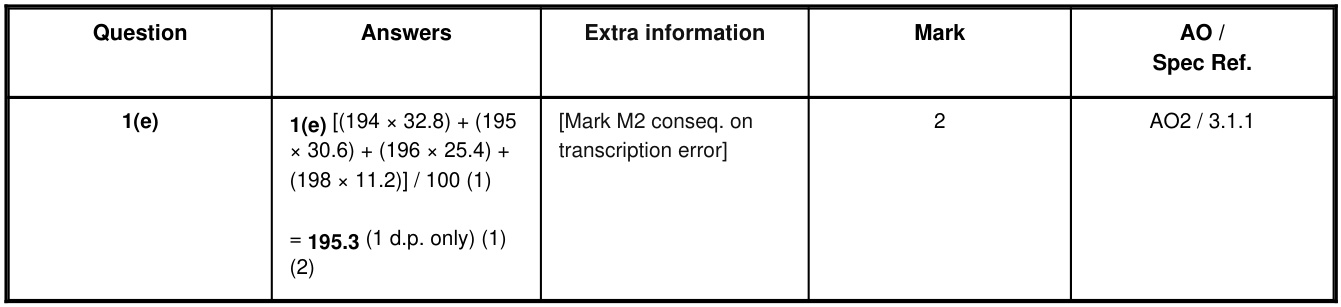 Question Answers Extra information Mark AO /
Spec Ref.
1(e)
1(e) [(194 × 32.8) + (195
× 30.6) + (196 × 25.4) +
(198 × 11.2)] / 100 (1)
= 195.3 (1 d.p. only) (1)
(2)
[Mark M2 conseq. on
transcription error]
2
AO2 / 3.1.1